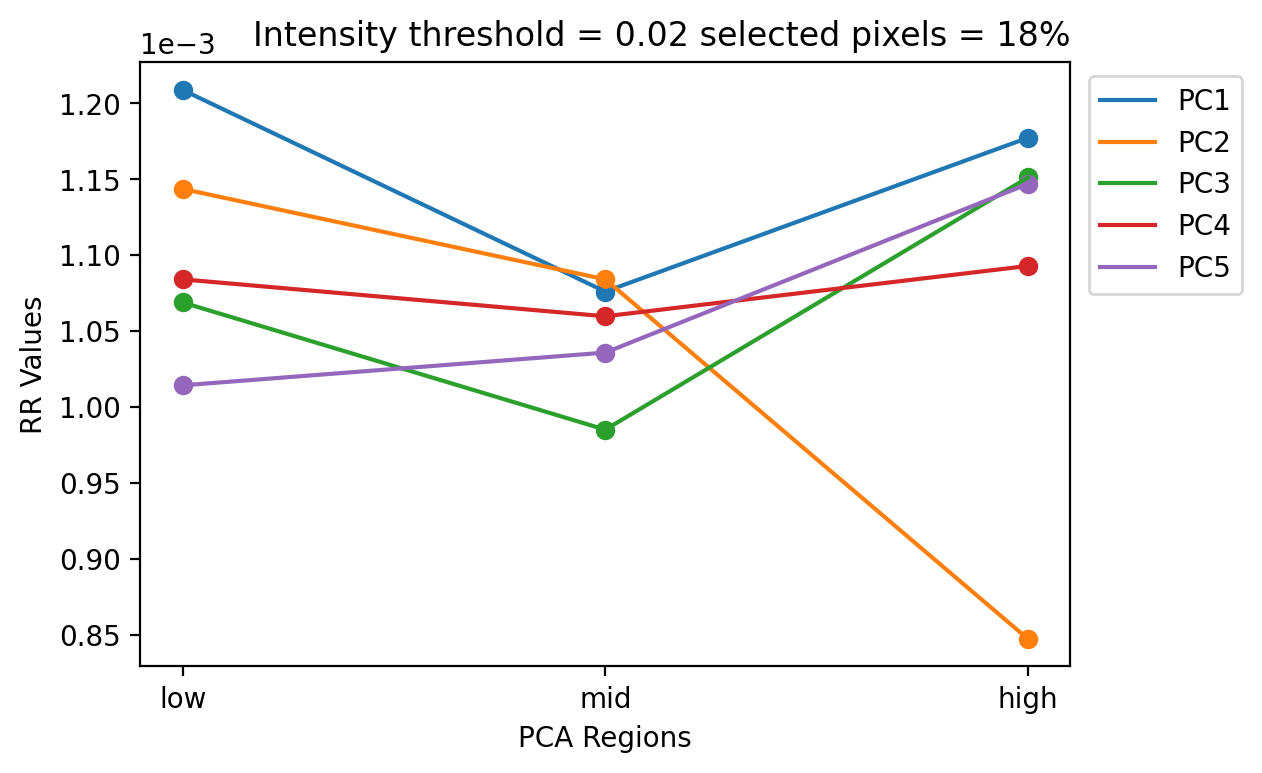 Intensity threshold = 0.02 selected pixels = 18%
1e−3
1.20
1.15
1.10
1.05
1.00
0.95
0.90
0.85
RR Values
low mid high
PCA Regions
PC1
PC2
PC3
PC4
PC5